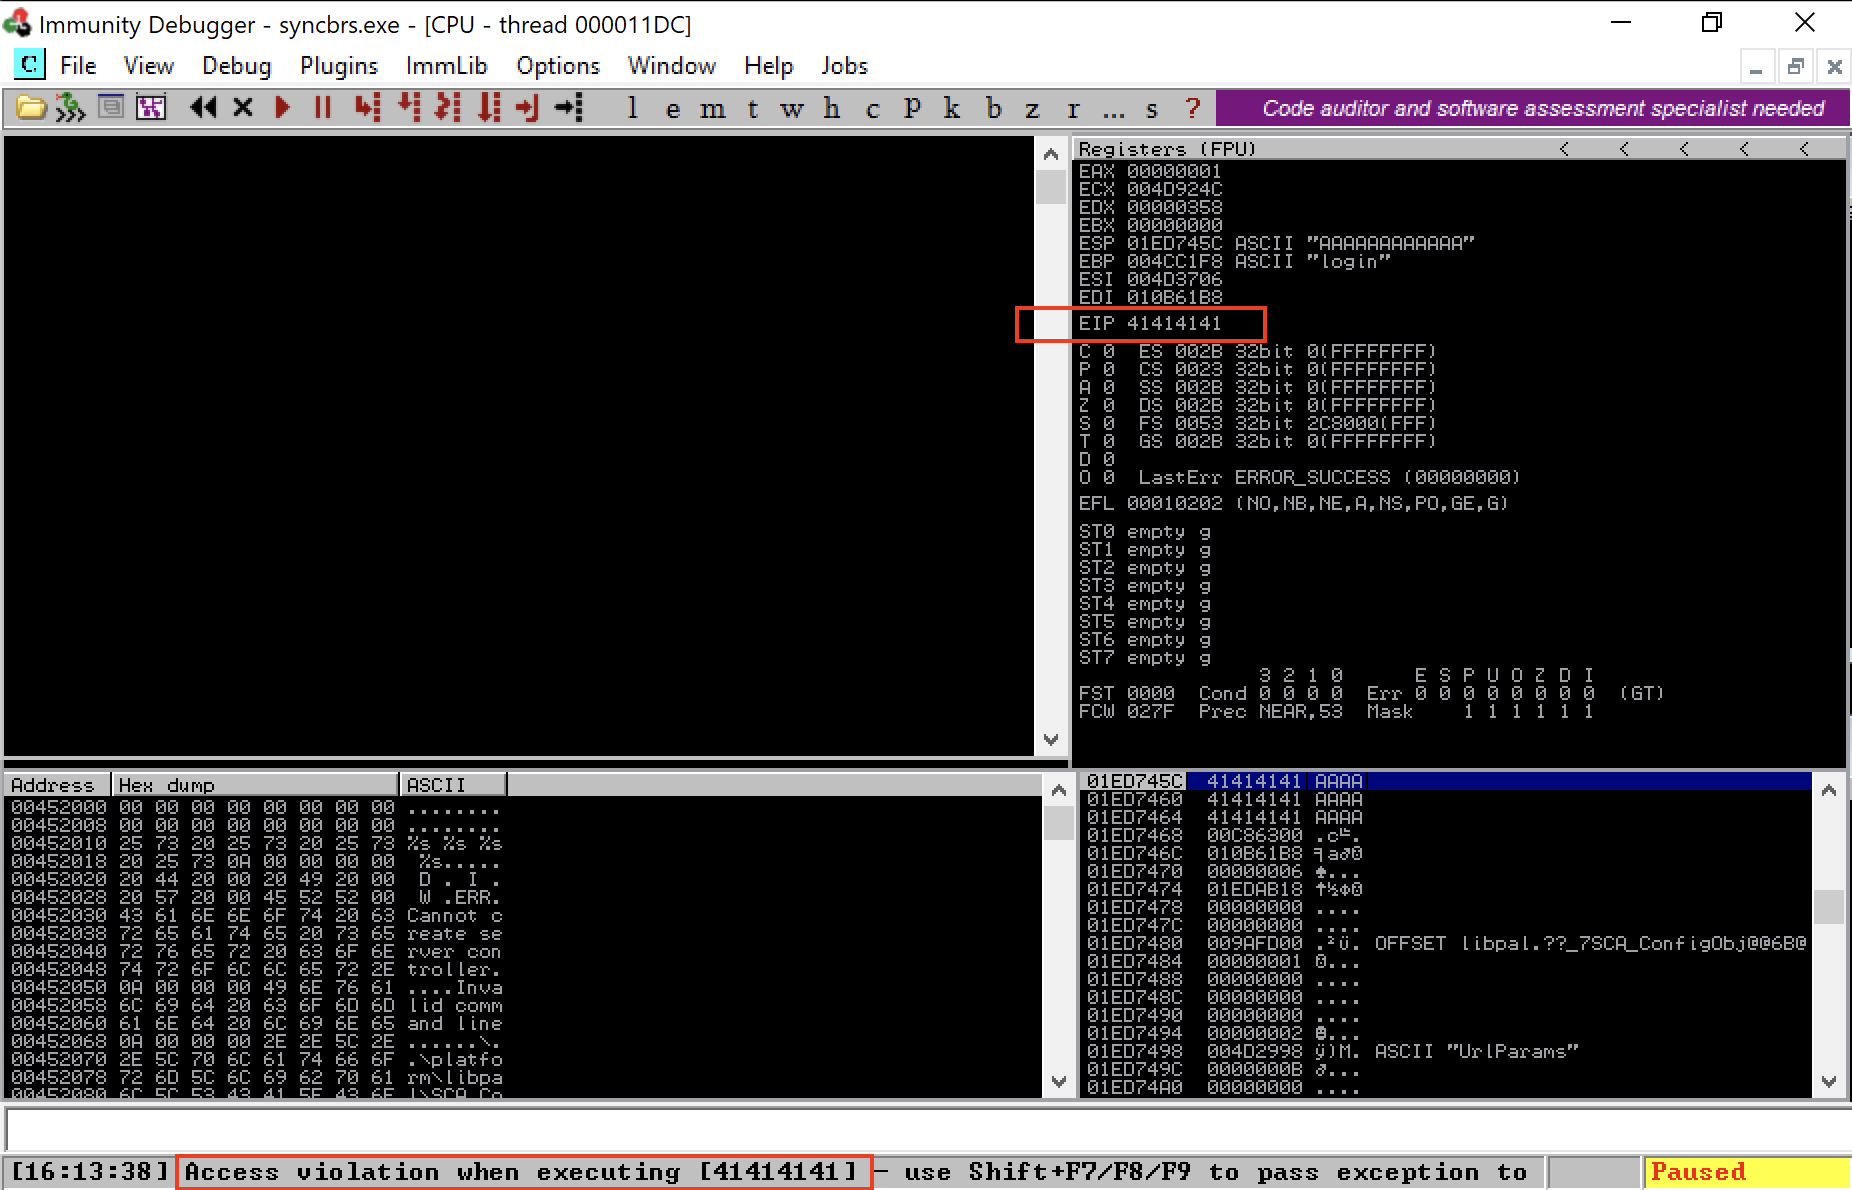 Immunity Debugger - syncbrs.exe - [CPU - thread 000011DC]
C File View Debug Plugins ImmLib Options Window Help Jobs
l e m t w h c P k b z r ... s ? Code auditor and software assessment specialist needed
Registers (FPU) < < < < <
EAX 00000001
ECX 004D924C
EDX 00000358
EBX 00000000
ESP 01ED745C ASCII "AAAAAAAAAAAA"
EBP 004CC1F8 ASCII "login"
ESI 004D3706
EDI 010B61B8
EIP 41414141
C 0 ES 002B 32bit 0(FFFFFFFF)
P 0 CS 0023 32bit 0(FFFFFFFF)
A 0 SS 002B 32bit 0(FFFFFFFF)
Z 0 DS 002B 32bit 0(FFFFFFFF)
S 0 FS 0053 32bit 2C8000(FFF)
T 0 GS 002B 32bit 0(FFFFFFFF)
D 0
O 0 LastErr ERROR_SUCCESS (00000000)
EFL 00010202 (NO,NB,NE,A,NS,PO,GE,G)
ST0 empty g
ST1 empty g
ST2 empty g
ST3 empty g
ST4 empty g
ST5 empty g
ST6 empty g
ST7 empty g
3 2 1 0 E S P U O Z D I
FST 0000 Cond 0 0 0 0 Err 0 0 0 0 0 0 0 0 (GT)
FCW 027F Prec NEAR,53 Mask 1 1 1 1 1 1
Address Hex dump ASCII
00452000 00 00 00 00 00 00 00 00 ........
00452008 00 00 00 00 00 00 00 00 ........
00452010 25 73 20 25 73 20 25 73 %s %s %s
00452018 20 25 73 0A 00 00 00 00 %s.....
00452020 20 44 20 00 20 49 20 00 D . I .
00452028 20 57 20 00 45 52 52 00 W .ERR.
00452030 43 61 6E 6E 6F 74 20 63 Cannot c
00452038 72 65 61 74 65 20 73 65 reate se
00452040 72 76 65 72 20 63 6F 6E rver con
00452048 74 72 6F 6C 6C 65 72 2E troller.
00452050 0A 00 00 00 49 6E 76 61 ....Inva
00452058 6C 69 64 20 63 6F 6D 6D lid comm
00452060 61 6E 64 20 6C 69 6E 65 and line
00452068 0A 00 00 00 2E 2E 5C 2E ......\.
00452070 2E 5C 70 6C 61 74 66 6F .\platfo
00452078 72 6D 5C 6C 69 62 70 61 rm\libpa
00452080 6C 5C 53 43 41 5F 43 6F l\SCA_Co
01ED745C 41414141 AAAA
01ED7460 41414141 AAAA
01ED7464 41414141 AAAA
01ED7468 00C86300 .c╚.
01ED746C 010B61B8 ╕a♂☺
01ED7470 00000006 ♠...
01ED7474 01EDAB18
01ED7478 00000000 ....
01ED747C 00000000 ....
01ED7480 009AFD00 OFFSET libpal.??_7SCA_ConfigObj@@6B@
01ED7484 00000001 ☺...
01ED7488 00000000 ....
01ED748C 00000000 ....
01ED7490 00000000 ....
01ED7494 00000002 ☻...
01ED7498 004D2998 ÿ)M. ASCII "UrlParams"
01ED749C 0000000B ♂...
01ED74A0 00000000 ....
[16:13:38] Access violation when executing [41414141] - use Shift+F7/F8/F9 to pass exception to Paused